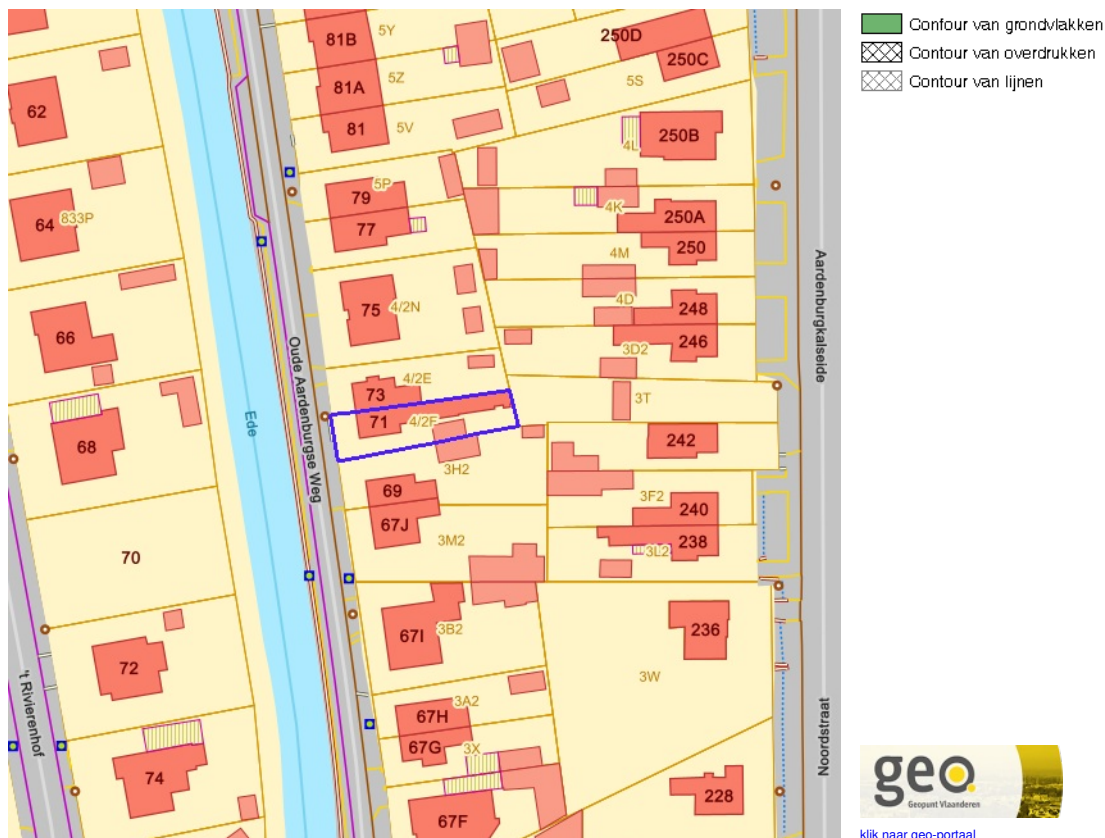 Contour van grondvlakken
Contour van overdrukken
Contour van lijnen
81B
5Y
250D
250C
81A
5Z
5S
62
81
5V
250B
4L
79
5P
64
833P
77
4K
250A
250
4M
75
4/2N
4D
248
66
246
3D2
73
4/2E
3T
71
4/2F
68
242
3H2
69
3F2
240
67J
3M2
238
3L2
70
67I
3B2
236
72
3W
3A2
67H
67G
3X
74
228
67F
Ede
Oude Aardenburgse Weg
Aardenburgkalseide
Noordstraat
't Rivierenhof
geo
Geopunt Vlaanderen
klik naar geo-portaal